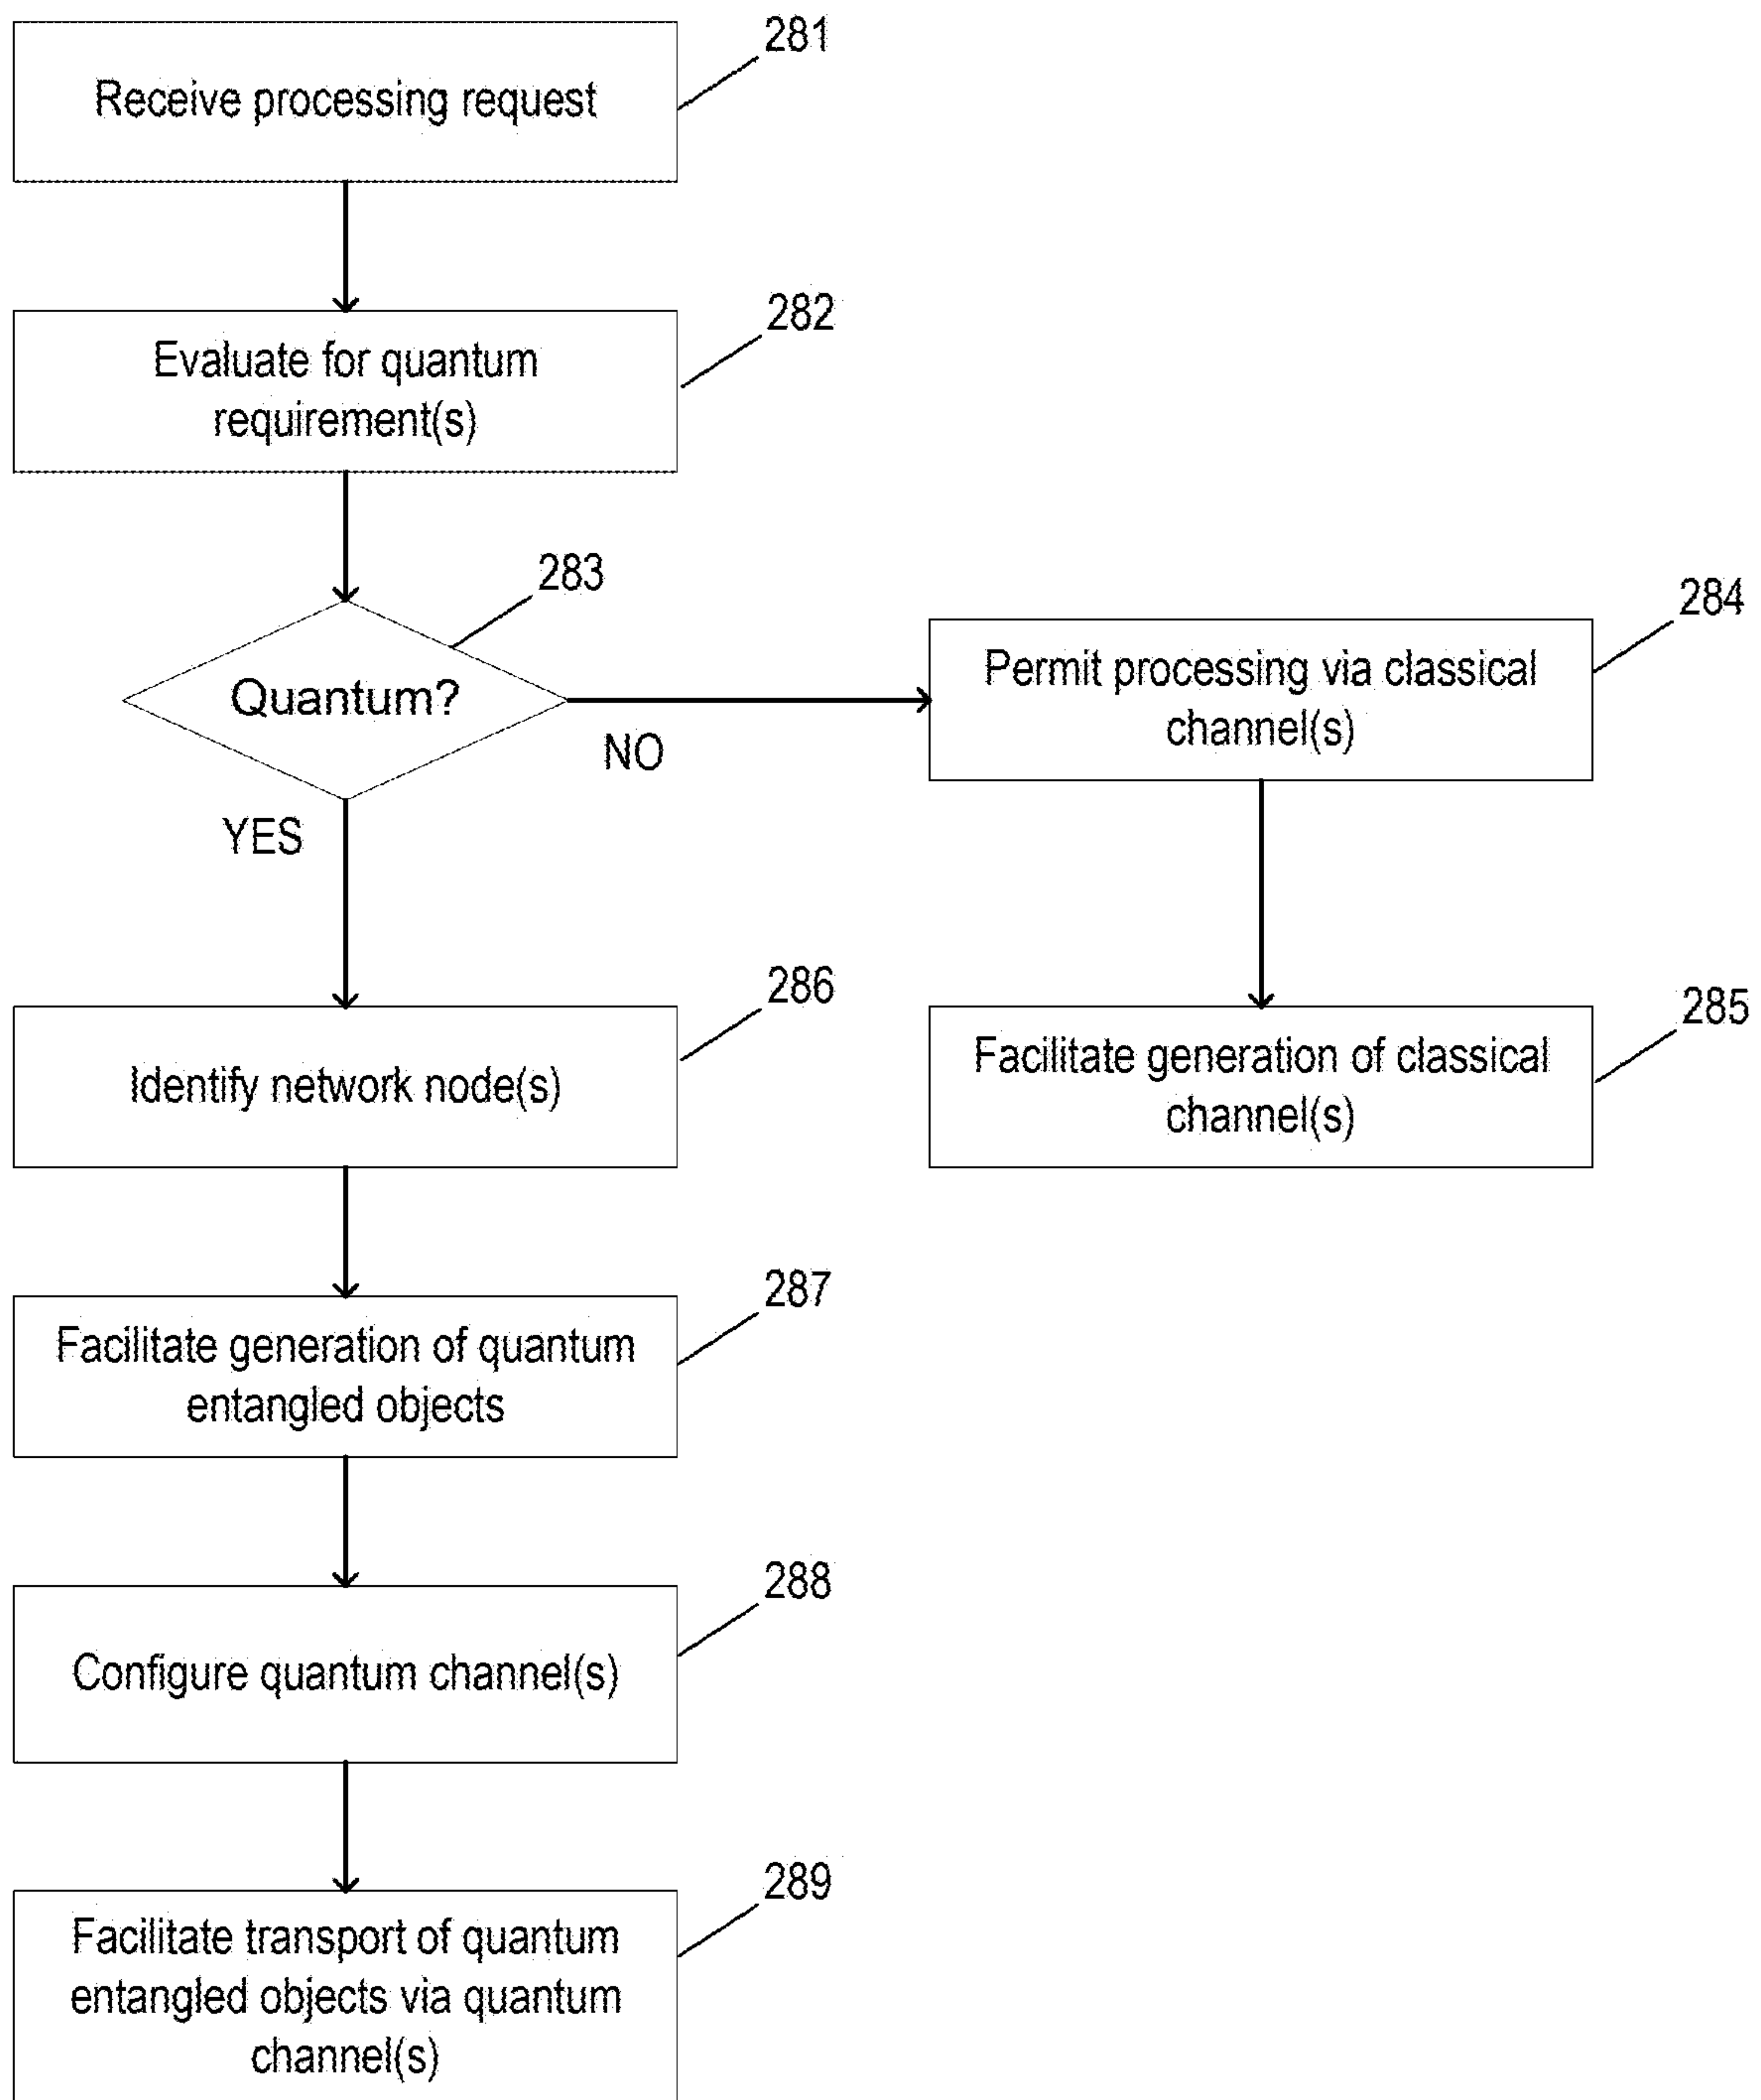 281
Receive processing request
282
Evaluate for quantum
requirement(s)
283
Quantum?
NO
YES
284
Permit processing via classical
channel(s)
285
Facilitate generation of classical
channel(s)
286
Identify network node(s)
287
Facilitate generation of quantum
entangled objects
288
Configure quantum channel(s)
289
Facilitate transport of quantum
entangled objects via quantum
channel(s)